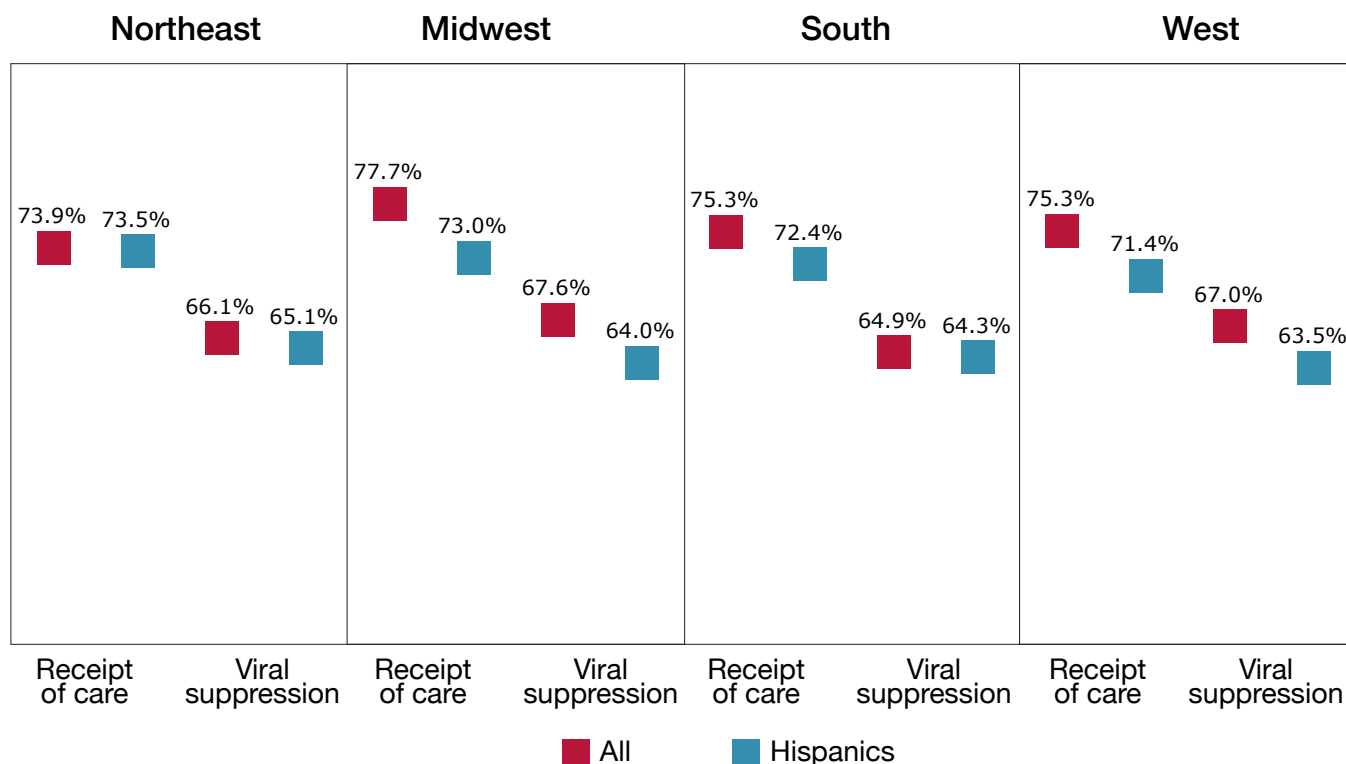 Northeast
Midwest
South
West
73.9%
73.5%
66.1%
65.1%
77.7%
73.0%
67.6%
64.0%
75.3%
72.4%
64.9%
64.3%
75.3%
71.4%
67.0%
63.5%
Receipt
of care
Viral
suppression
Receipt
of care
Viral
suppression
Receipt
of care
Viral
suppression
Receipt
of care
Viral
suppression
All
Hispanics